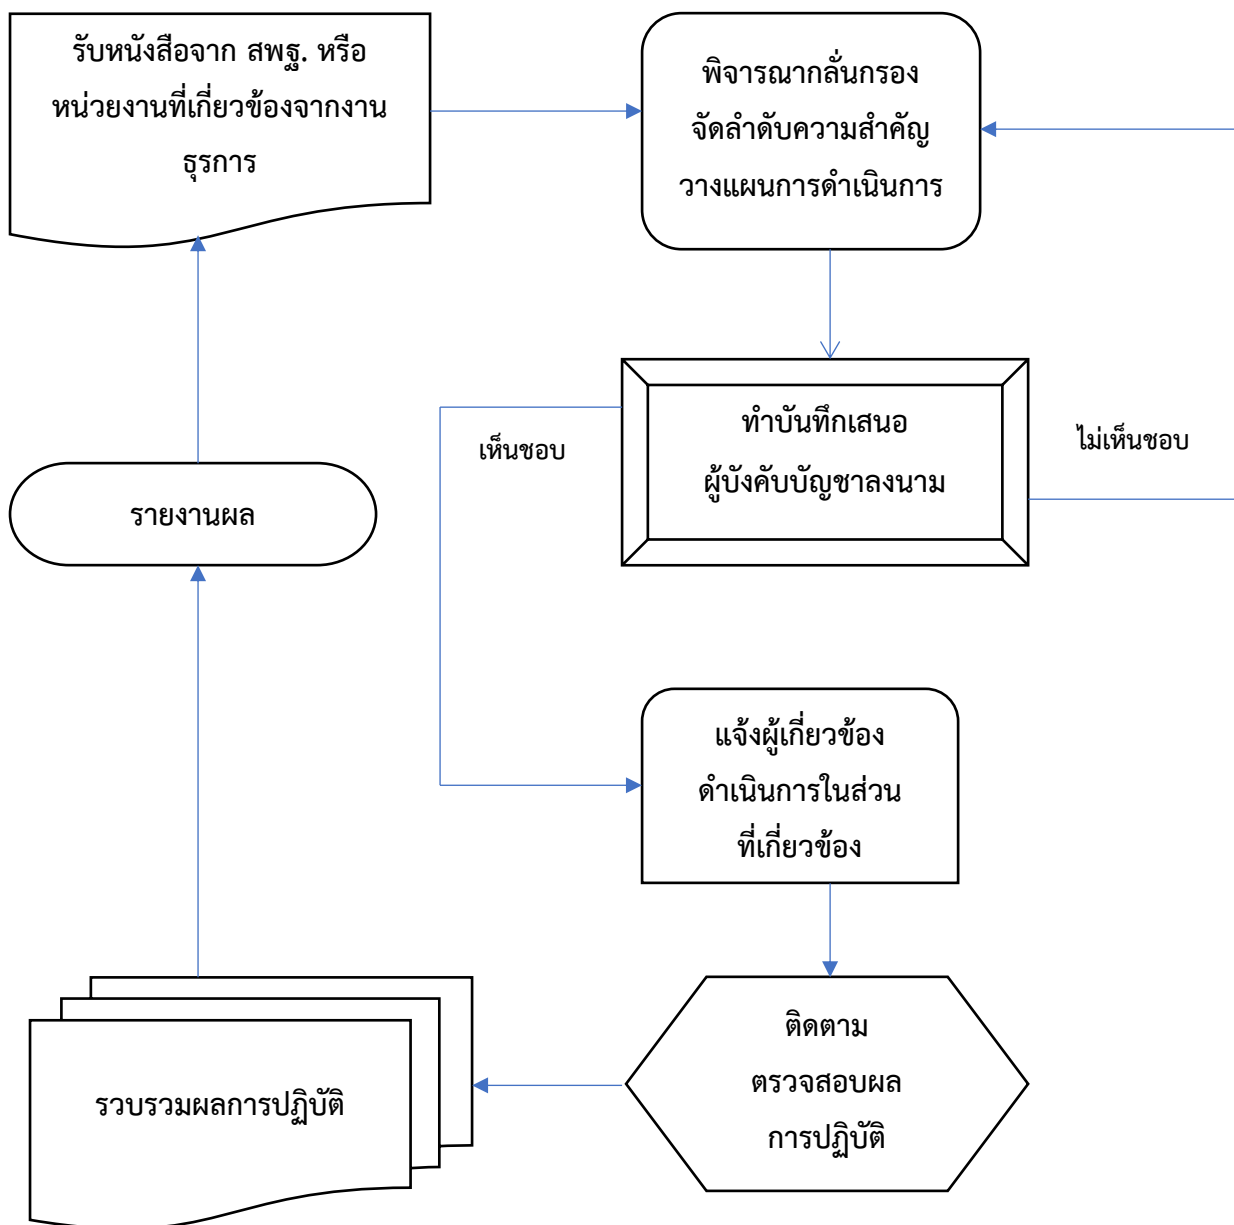 รับหนังสือจาก สพฐ. หรือ
หน่วยงานที่เกี่ยวข้องจากงาน
ธุรการ
พิจารณากลั่นกรอง
จัดลำดับความสำคัญ
วางแผนการดำเนินการ
ทำบันทึกเสนอ
ผู้บังคับบัญชาลงนาม
เห็นชอบ
ไม่เห็นชอบ
รายงานผล
แจ้งผู้เกี่ยวข้อง
ดำเนินการในส่วน
ที่เกี่ยวข้อง
ติดตาม
ตรวจสอบผล
การปฏิบัติ
รวบรวมผลการปฏิบัติ